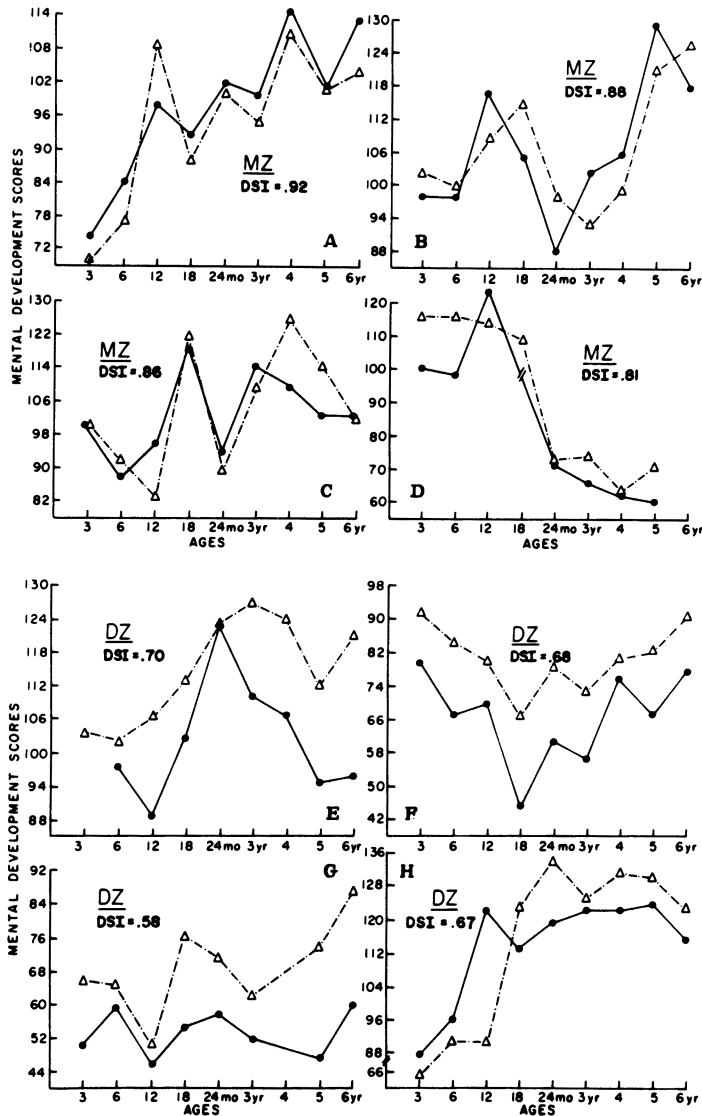 MENTAL DEVELOPMENT SCORES
114
108
102
96
90
84
78
72
MZ
DSI = .92
A
3 6 12 18 24mo 3yr 4 5 6yr
130
124
118
112
106
100
94
88
MZ
DSI = .88
B
3 6 12 18 24mo 3yr 4 5 6yr
130
122
114
106
98
90
82
MZ
DSI = .86
C
3 6 12 18 24mo 3yr 4 5 6yr
AGES
120
110
100
90
80
70
60
MZ
DSI = .81
D
3 6 12 18 24mo 3yr 4 5 6yr
AGES
MENTAL DEVELOPMENT SCORES
130
124
118
112
106
100
94
88
DZ
DSI = .70
E
3 6 12 18 24mo 3yr 4 5 6yr
98
90
82
74
66
58
50
42
DZ
DSI = .68
F
3 6 12 18 24mo 3yr 4 5 6yr
92
84
76
68
60
52
44
DZ
DSI = .58
G
3 6 12 18 24mo 3yr 4 5 6yr
AGES
136
128
120
112
104
96
88
66
H
DZ
DSI = .67
3 6 12 18 24mo 3yr 4 5 6yr
AGES